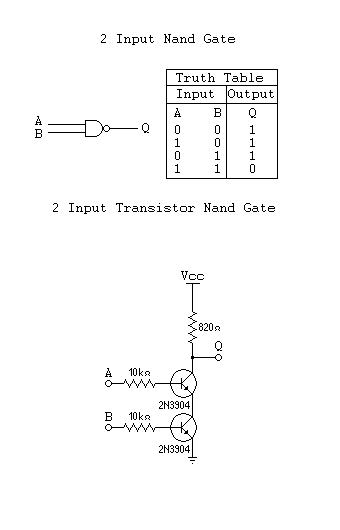 2 Input Nand Gate
Truth Table
Input Output
A B Q
0 0 1
1 0 1
0 1 1
1 1 0
A
B
Q
2 Input Transistor Nand Gate
Vcc
820Ω
Q
A 10kΩ
2N3904
B 10kΩ
2N3904